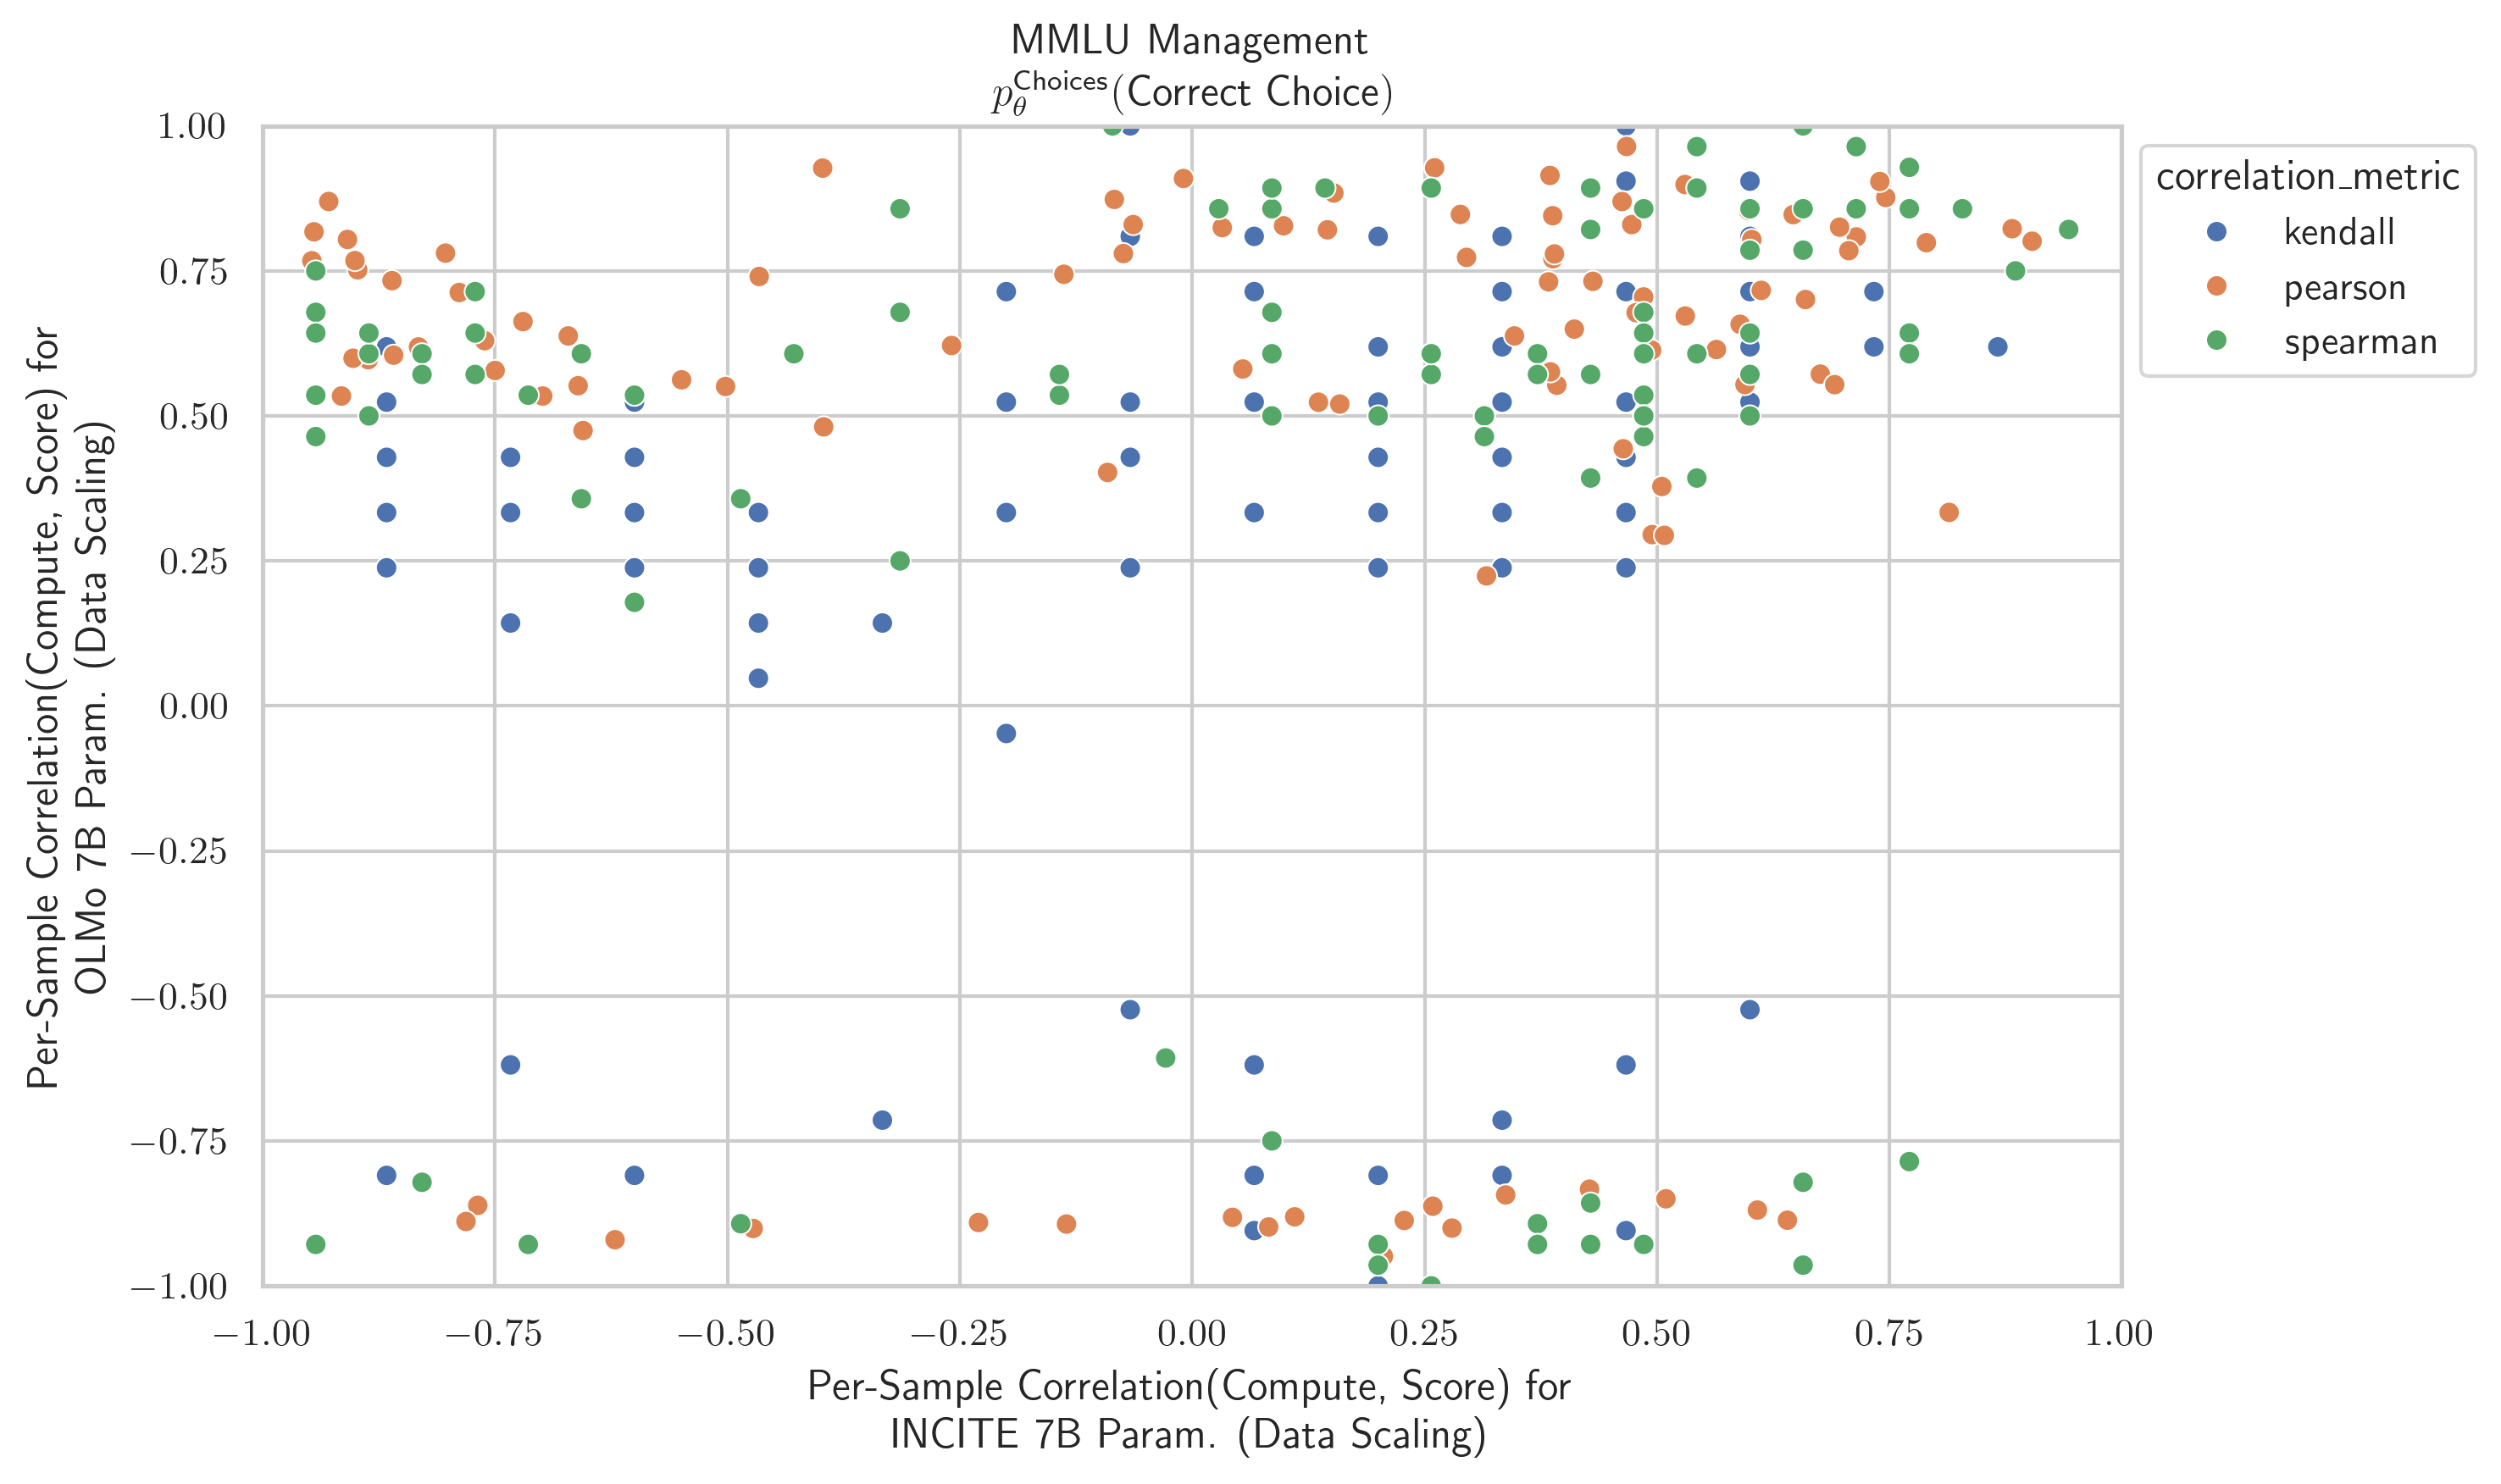 MMLU Management
p_θ^Choices(Correct Choice)
1.00
0.75
0.50
0.25
0.00
−0.25
−0.50
−0.75
−1.00
Per-Sample Correlation(Compute, Score) for
OLMo 7B Param. (Data Scaling)
−1.00 −0.75 −0.50 −0.25 0.00 0.25 0.50 0.75 1.00
Per-Sample Correlation(Compute, Score) for
INCITE 7B Param. (Data Scaling)
correlation_metric
kendall
pearson
spearman